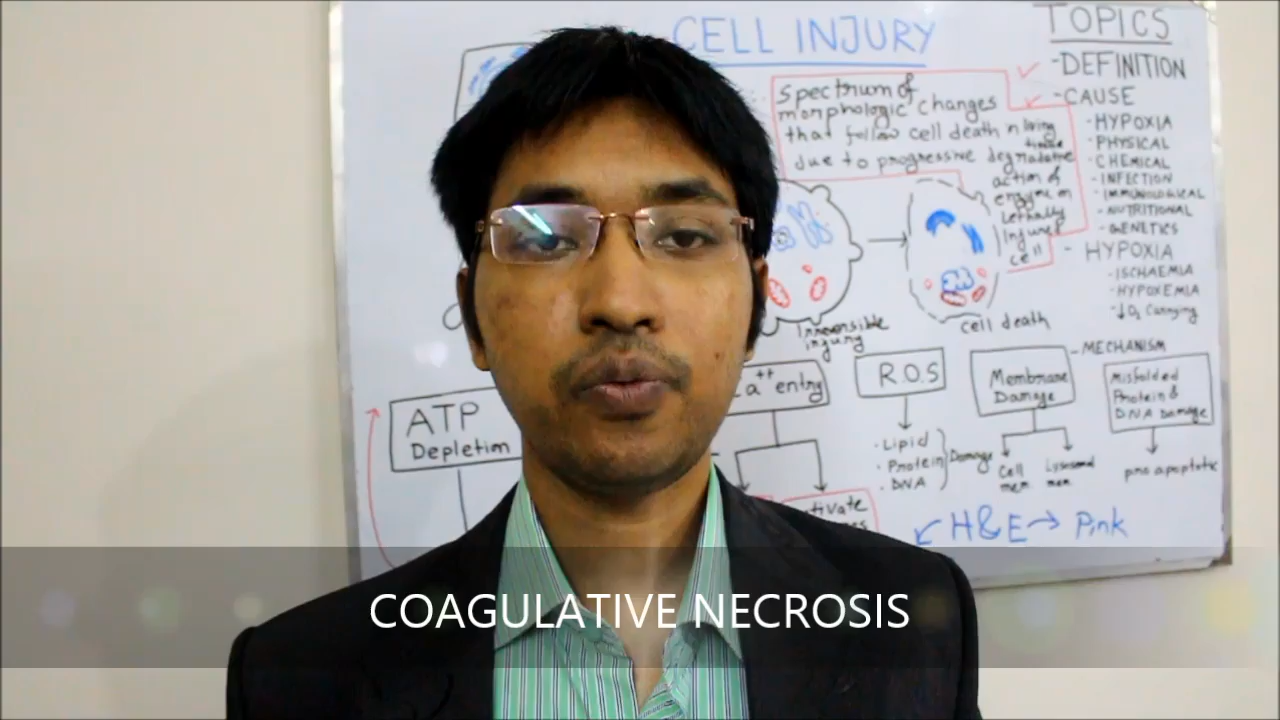 CELL INJURY
TOPICS
- DEFINITION
- CAUSE
- HYPOXIA
- PHYSICAL
- CHEMICAL
- INFECTION
- IMMUNOLOGICAL
- NUTRITIONAL
- GENETICS
- HYPOXIA
- ISCHAEMIA
- HYPOXEMIA
- ↓O₂ Carrying
- MECHANISM
Spectrum of
morphologic changes
that follow cell death in living
tissue
due to progressive degradative
action of
enzyme on
Lethally
Injured
cell
Irreversible
injury
cell death
ATP
Depletion
Ca⁺⁺ entry
R.O.S
Membrane
Damage
Misfolded
Protein &
DNA Damage
· Lipid
· Protein
· DNA
Damage
Cell
mem
Lysosomal
mem
pro apoptotic
H&E → Pink
COAGULATIVE NECROSIS